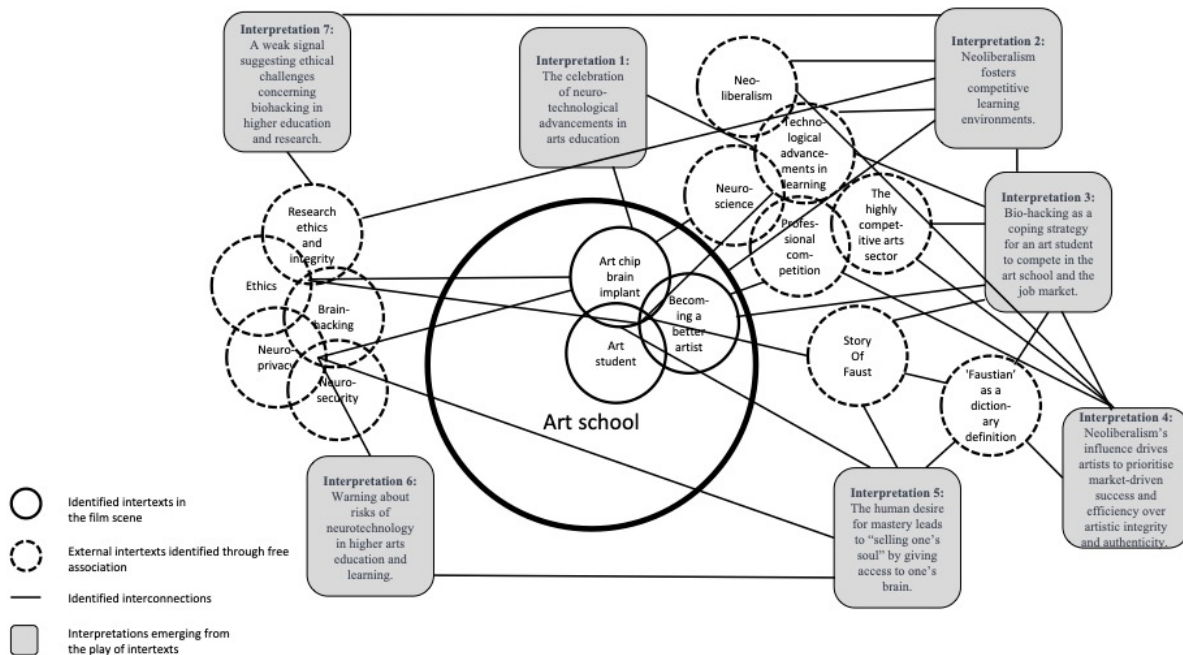 Interpretation 7:
A weak signal
suggesting ethical
challenges
concerning
biohacking in
higher education
and research.
Interpretation 1:
The celebration
of neuro-
technological
advancements in
arts education
Interpretation 2:
Neoliberalism
fosters
competitive
learning
environments.
Neo-
liberalism
Techno-
logical
advance-
ments in
learning
Neuro-
science
Profes-
sional
compe-
tition
The
highly
compet-
itive arts
sector
Interpretation 3:
Bio-hacking as a
coping strategy
for an art student
to compete in the
art school and the
job market.
Research
ethics
and
integrity
Ethics
Brain-
hacking
Neuro-
privacy
Neuro-
security
Art chip
brain
implant
Becom-
ing a
better
artist
Art
student
Art school
Story
Of
Faust
'Faustian'
as a
diction-
ary
definition
Interpretation 4:
Neoliberalism's
influence drives
artists to prioritise
market-driven
success and
efficiency over
artistic integrity
and authenticity.
Interpretation 6:
Warning about
risks of
neurotechnology
in higher arts
education and
learning.
Interpretation 5:
The human desire
for mastery leads
to “selling one’s
soul” by giving
access to one’s
brain.
Identified intertexts in
the film scene
External intertexts identified through free
association
Identified interconnections
Interpretations emerging from
the play of intertexts